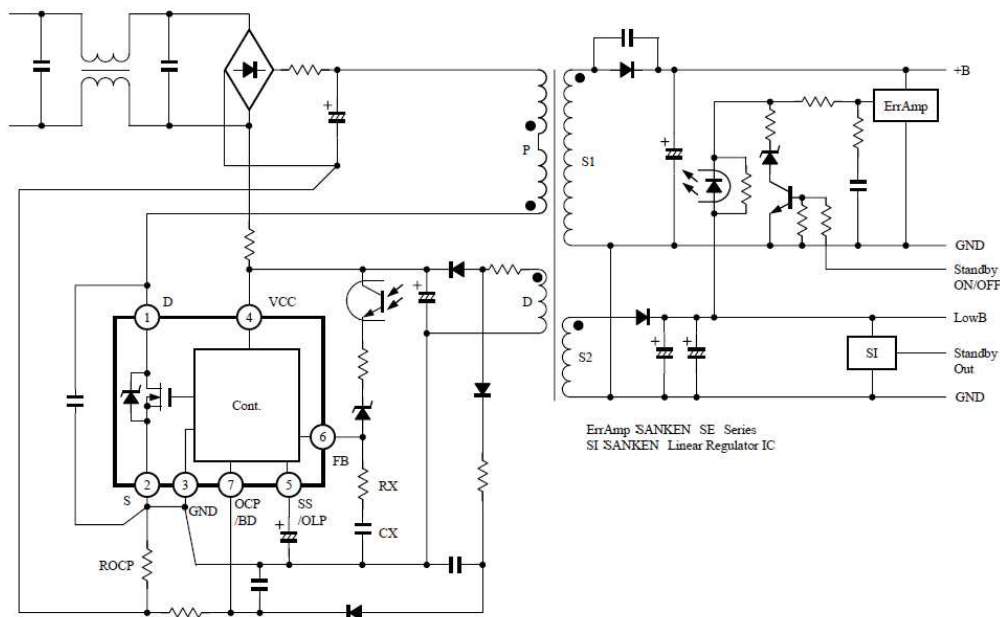 +B
ErrAmp
P
S1
GND
Standby
ON/OFF
D
VCC
D
1
4
LowB
S2
SI
Standby
Out
Cont.
GND
ErrAmp SANKEN SE Series
SI SANKEN Linear Regulator IC
6
FB
2
3
7
5
RX
S
GND
OCP
/BD
SS
/OLP
CX
ROCP
+
+
+
+
+
+